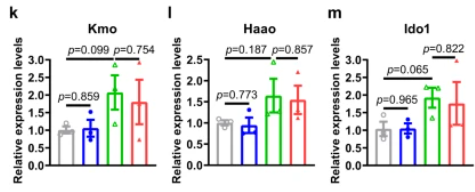 k
Kmo
Relative expression levels
3.0
2.5
2.0
1.5
1.0
0.5
0.0
p=0.099
p=0.754
p=0.859
l
Haao
Relative expression levels
2.5
2.0
1.5
1.0
0.5
0.0
p=0.187
p=0.857
p=0.773
m
Ido1
Relative expression levels
3.0
2.5
2.0
1.5
1.0
0.5
0.0
p=0.822
p=0.065
p=0.965